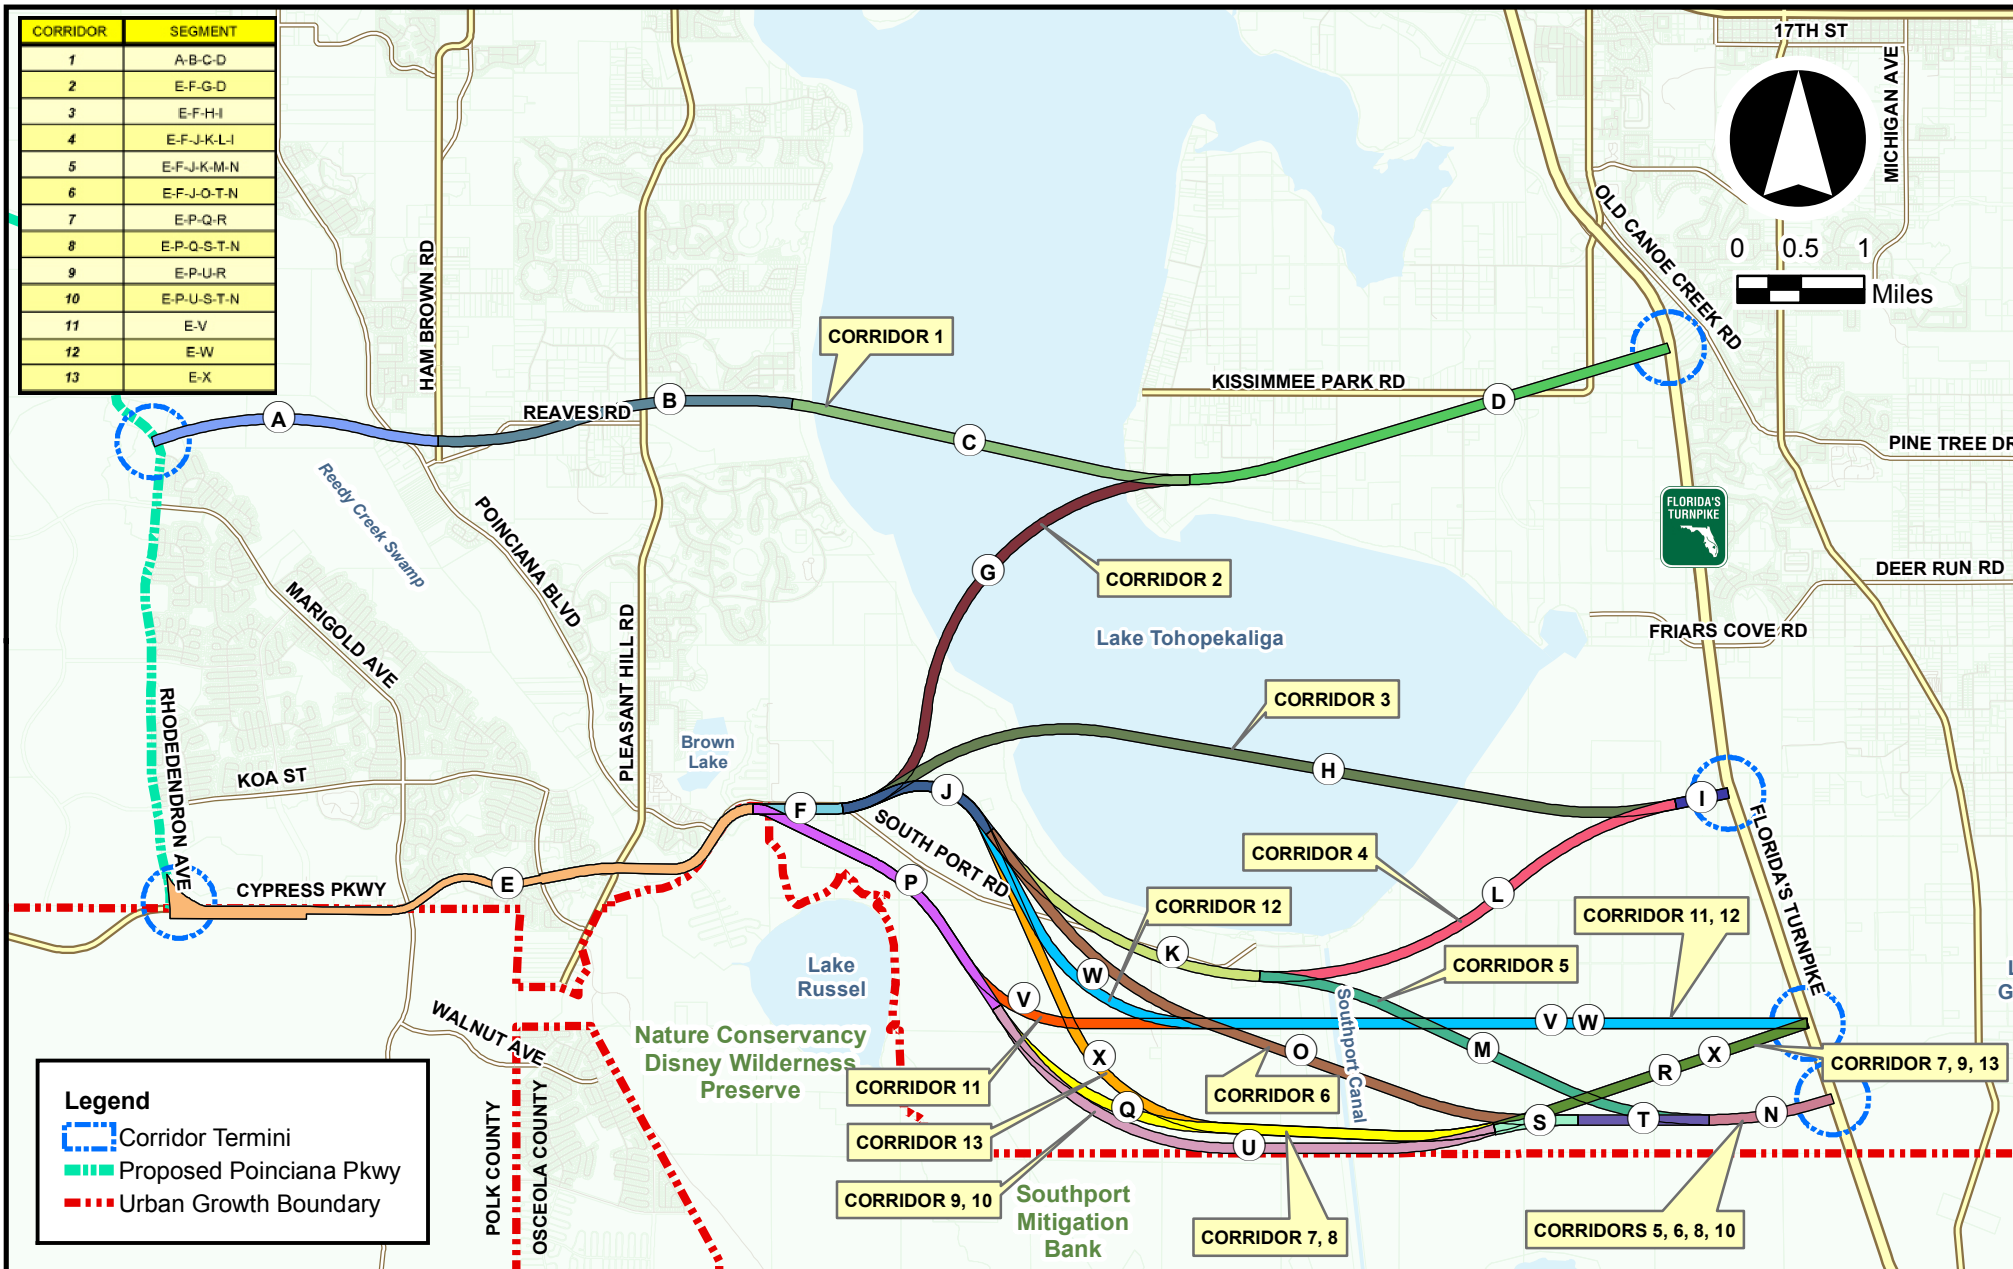 CORRIDOR SEGMENT
1 A-B-C-D
2 E-F-G-D
3 E-F-H-I
4 E-F-J-K-L-I
5 E-F-J-K-M-N
6 E-F-J-O-T-N
7 E-P-Q-R
8 E-P-Q-S-T-N
9 E-P-U-R
10 E-P-U-S-T-N
11 E-V
12 E-W
13 E-X
17TH ST
MICHIGAN AVE
OLD CANOE CREEK RD
0 0.5 1
Miles
HAM BROWN RD
CORRIDOR 1
KISSIMMEE PARK RD
REAVES RD
A
B
C
D
PINE TREE DR
Reedy Creek Swamp
POINCIANA BLVD
FLORIDA'S
TURNPIKE
G
CORRIDOR 2
DEER RUN RD
MARIGOLD AVE
PLEASANT HILL RD
Lake Tohopekaliga
FRIARS COVE RD
RHODEDENDRON AVE
CORRIDOR 3
Brown
Lake
KOA ST
H
J
F
I
SOUTH PORT RD
FLORIDA'S TURNPIKE
CORRIDOR 4
CYPRESS PKWY
E
P
L
CORRIDOR 12
CORRIDOR 11, 12
K
W
CORRIDOR 5
Lake
Russel
V
Southport Canal
V
W
WALNUT AVE
Nature Conservancy
Disney Wilderness
Preserve
X
O
M
R
X
CORRIDOR 7, 9, 13
CORRIDOR 11
CORRIDOR 6
Q
S
T
N
CORRIDOR 13
U
CORRIDOR 9, 10
Southport
Mitigation
Bank
CORRIDOR 7, 8
CORRIDORS 5, 6, 8, 10
POLK COUNTY
OSCEOLA COUNTY
Legend
Corridor Termini
Proposed Poinciana Pkwy
Urban Growth Boundary
L
G